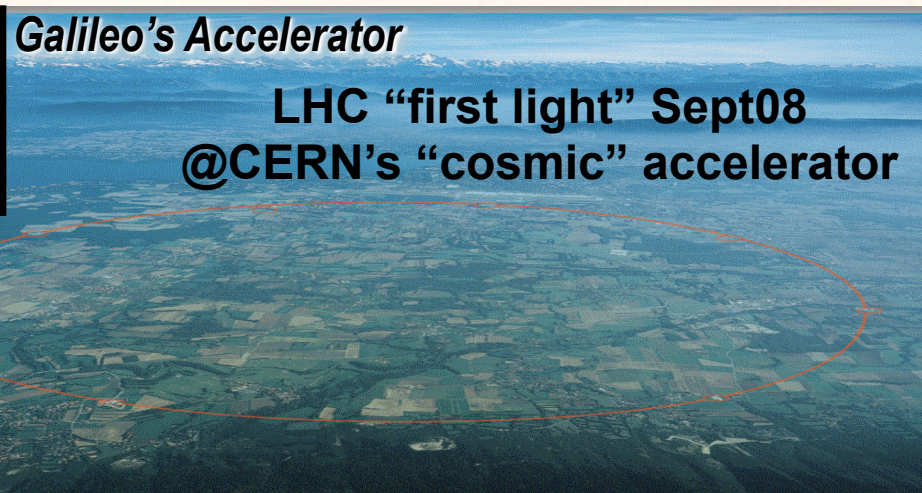 Galileo’s Accelerator
LHC “first light” Sept08
@CERN’s “cosmic” accelerator